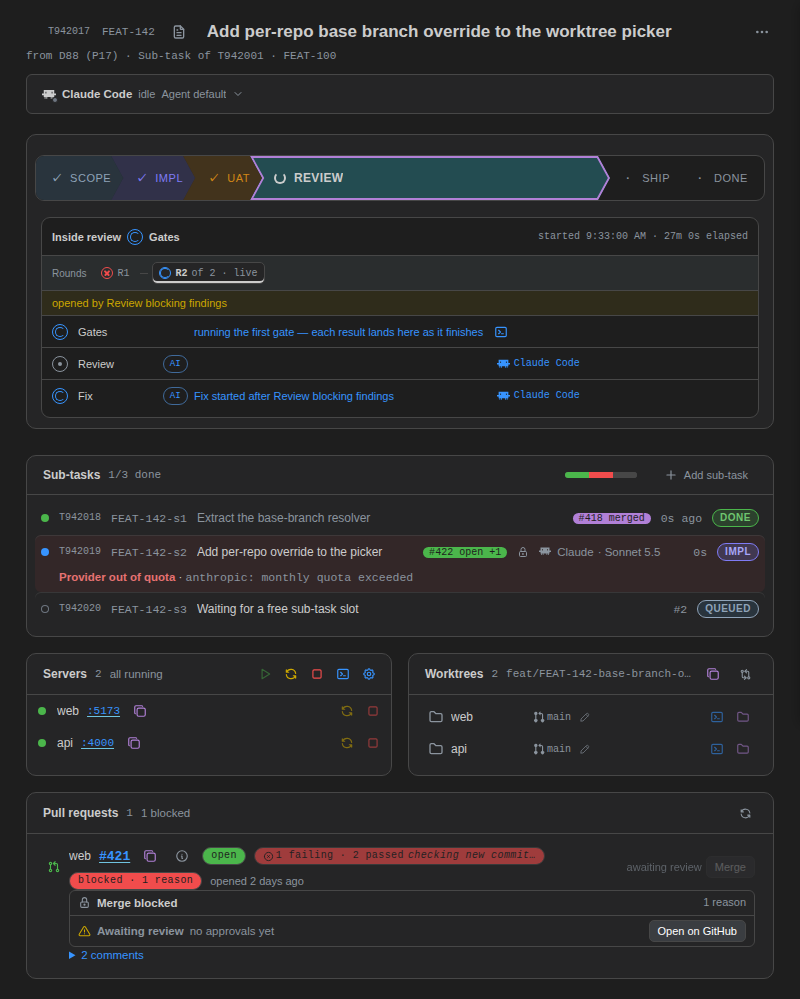 T942017 FEAT-142 Add per-repo base branch override to the worktree picker
from D88 (P17) · Sub-task of T942001 · FEAT-100
Claude Code idle Agent default
SCOPE IMPL UAT REVIEW SHIP DONE
Inside review Gates started 9:33:00 AM · 27m 0s elapsed
Rounds R1 — R2 of 2 · live
opened by Review blocking findings
Gates running the first gate — each result lands here as it finishes
Review AI Claude Code
Fix AI Fix started after Review blocking findings Claude Code
Sub-tasks 1/3 done Add sub-task
T942018 FEAT-142-s1 Extract the base-branch resolver #418 merged 0s ago DONE
T942019 FEAT-142-s2 Add per-repo override to the picker #422 open +1 Claude · Sonnet 5.5 0s IMPL
Provider out of quota · anthropic: monthly quota exceeded
T942020 FEAT-142-s3 Waiting for a free sub-task slot #2 QUEUED
Servers 2 all running
web :5173
api :4000
Worktrees 2 feat/FEAT-142-base-branch-o…
web main
api main
Pull requests 1 1 blocked
web #421 open 1 failing · 2 passed checking new commit…
blocked · 1 reason opened 2 days ago
awaiting review Merge
Merge blocked 1 reason
Awaiting review no approvals yet Open on GitHub
2 comments